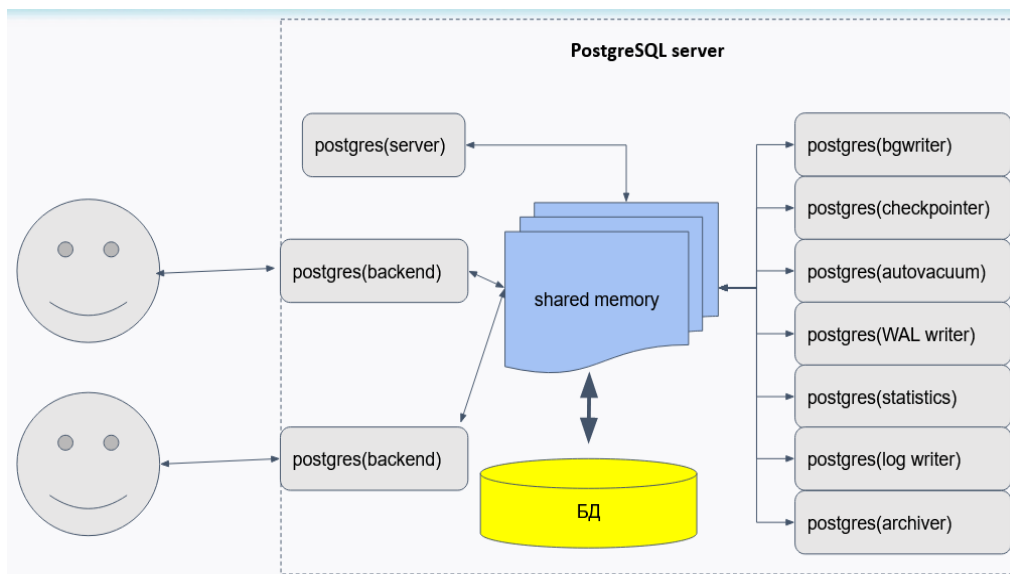 PostgreSQL server
postgres(server)
postgres(bgwriter)
postgres(checkpointer)
postgres(backend)
postgres(autovacuum)
shared memory
postgres(WAL writer)
postgres(statistics)
postgres(backend)
postgres(log writer)
БД
postgres(archiver)